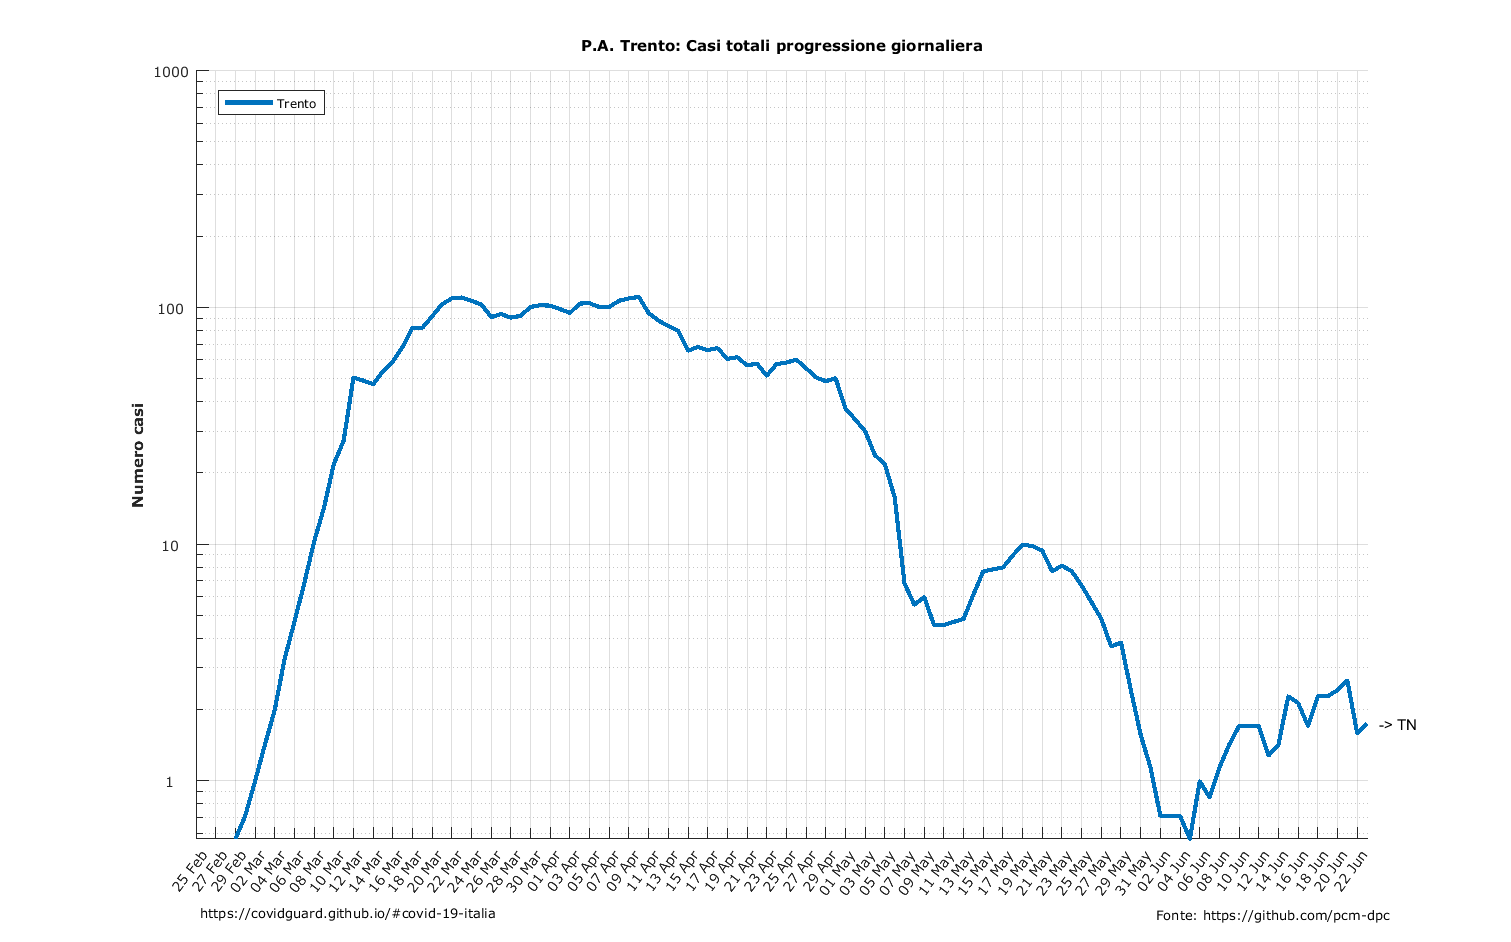 P.A. Trento: Casi totali progressione giornaliera
Trento
Numero casi
1000
100
10
1
-> TN
25 Feb
27 Feb
29 Feb
02 Mar
04 Mar
06 Mar
08 Mar
10 Mar
12 Mar
14 Mar
16 Mar
18 Mar
20 Mar
22 Mar
24 Mar
26 Mar
28 Mar
30 Mar
01 Apr
03 Apr
05 Apr
07 Apr
09 Apr
11 Apr
13 Apr
15 Apr
17 Apr
19 Apr
21 Apr
23 Apr
25 Apr
27 Apr
29 Apr
01 May
03 May
05 May
07 May
09 May
11 May
13 May
15 May
17 May
19 May
21 May
23 May
25 May
27 May
29 May
31 May
02 Jun
04 Jun
06 Jun
08 Jun
10 Jun
12 Jun
14 Jun
16 Jun
18 Jun
20 Jun
22 Jun
https://covidguard.github.io/#covid-19-italia
Fonte: https://github.com/pcm-dpc